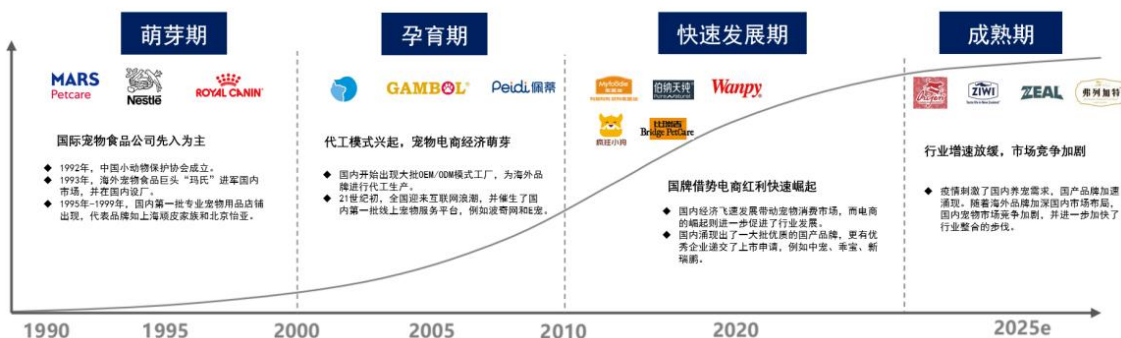 萌芽期
孕育期
快速发展期
成熟期
MARS
Petcare
Nestlé
ROYAL CANIN
GAMBOL
Peidi佩蒂
伯纳天纯
Wanpy
疯狂小狗
比瑞吉
Bridge PetCare
ZIWI
ZEAL
弗列加特
国际宠物食品公司先入为主
◆ 1992年,中国小动物保护协会成立。
◆ 1993年,海外宠物食品巨头“玛氏”进军国内
市场,并在国内设厂。
◆ 1995年-1999年,国内第一批专业宠物用品店铺
出现,代表品牌如上海顽皮家族和北京怡亚。
代工模式兴起,宠物电商经济萌芽
◆ 国内开始出现大批OEM/ODM模式工厂,为海外品
牌进行代工生产。
◆ 21世纪初,全国迎来互联网浪潮,并催生了国
内第一批线上宠物服务平台,例如波奇网和E宠。
国牌借势电商红利快速崛起
◆ 国内经济飞速发展带动宠物消费市场,而电商
的崛起则进一步促进了行业发展。
◆ 国内涌现出了一大批优质的国产品牌,更有优
秀企业递交了上市申请,例如中宠、乖宝、新
瑞鹏。
行业增速放缓,市场竞争加剧
◆ 疫情刺激了国内养宠需求,国产品牌加速
涌现。随着海外品牌加深国内市场布局,
国内宠物市场竞争加剧,并进一步加快了
行业整合的步伐。
1990
1995
2000
2005
2010
2020
2025e